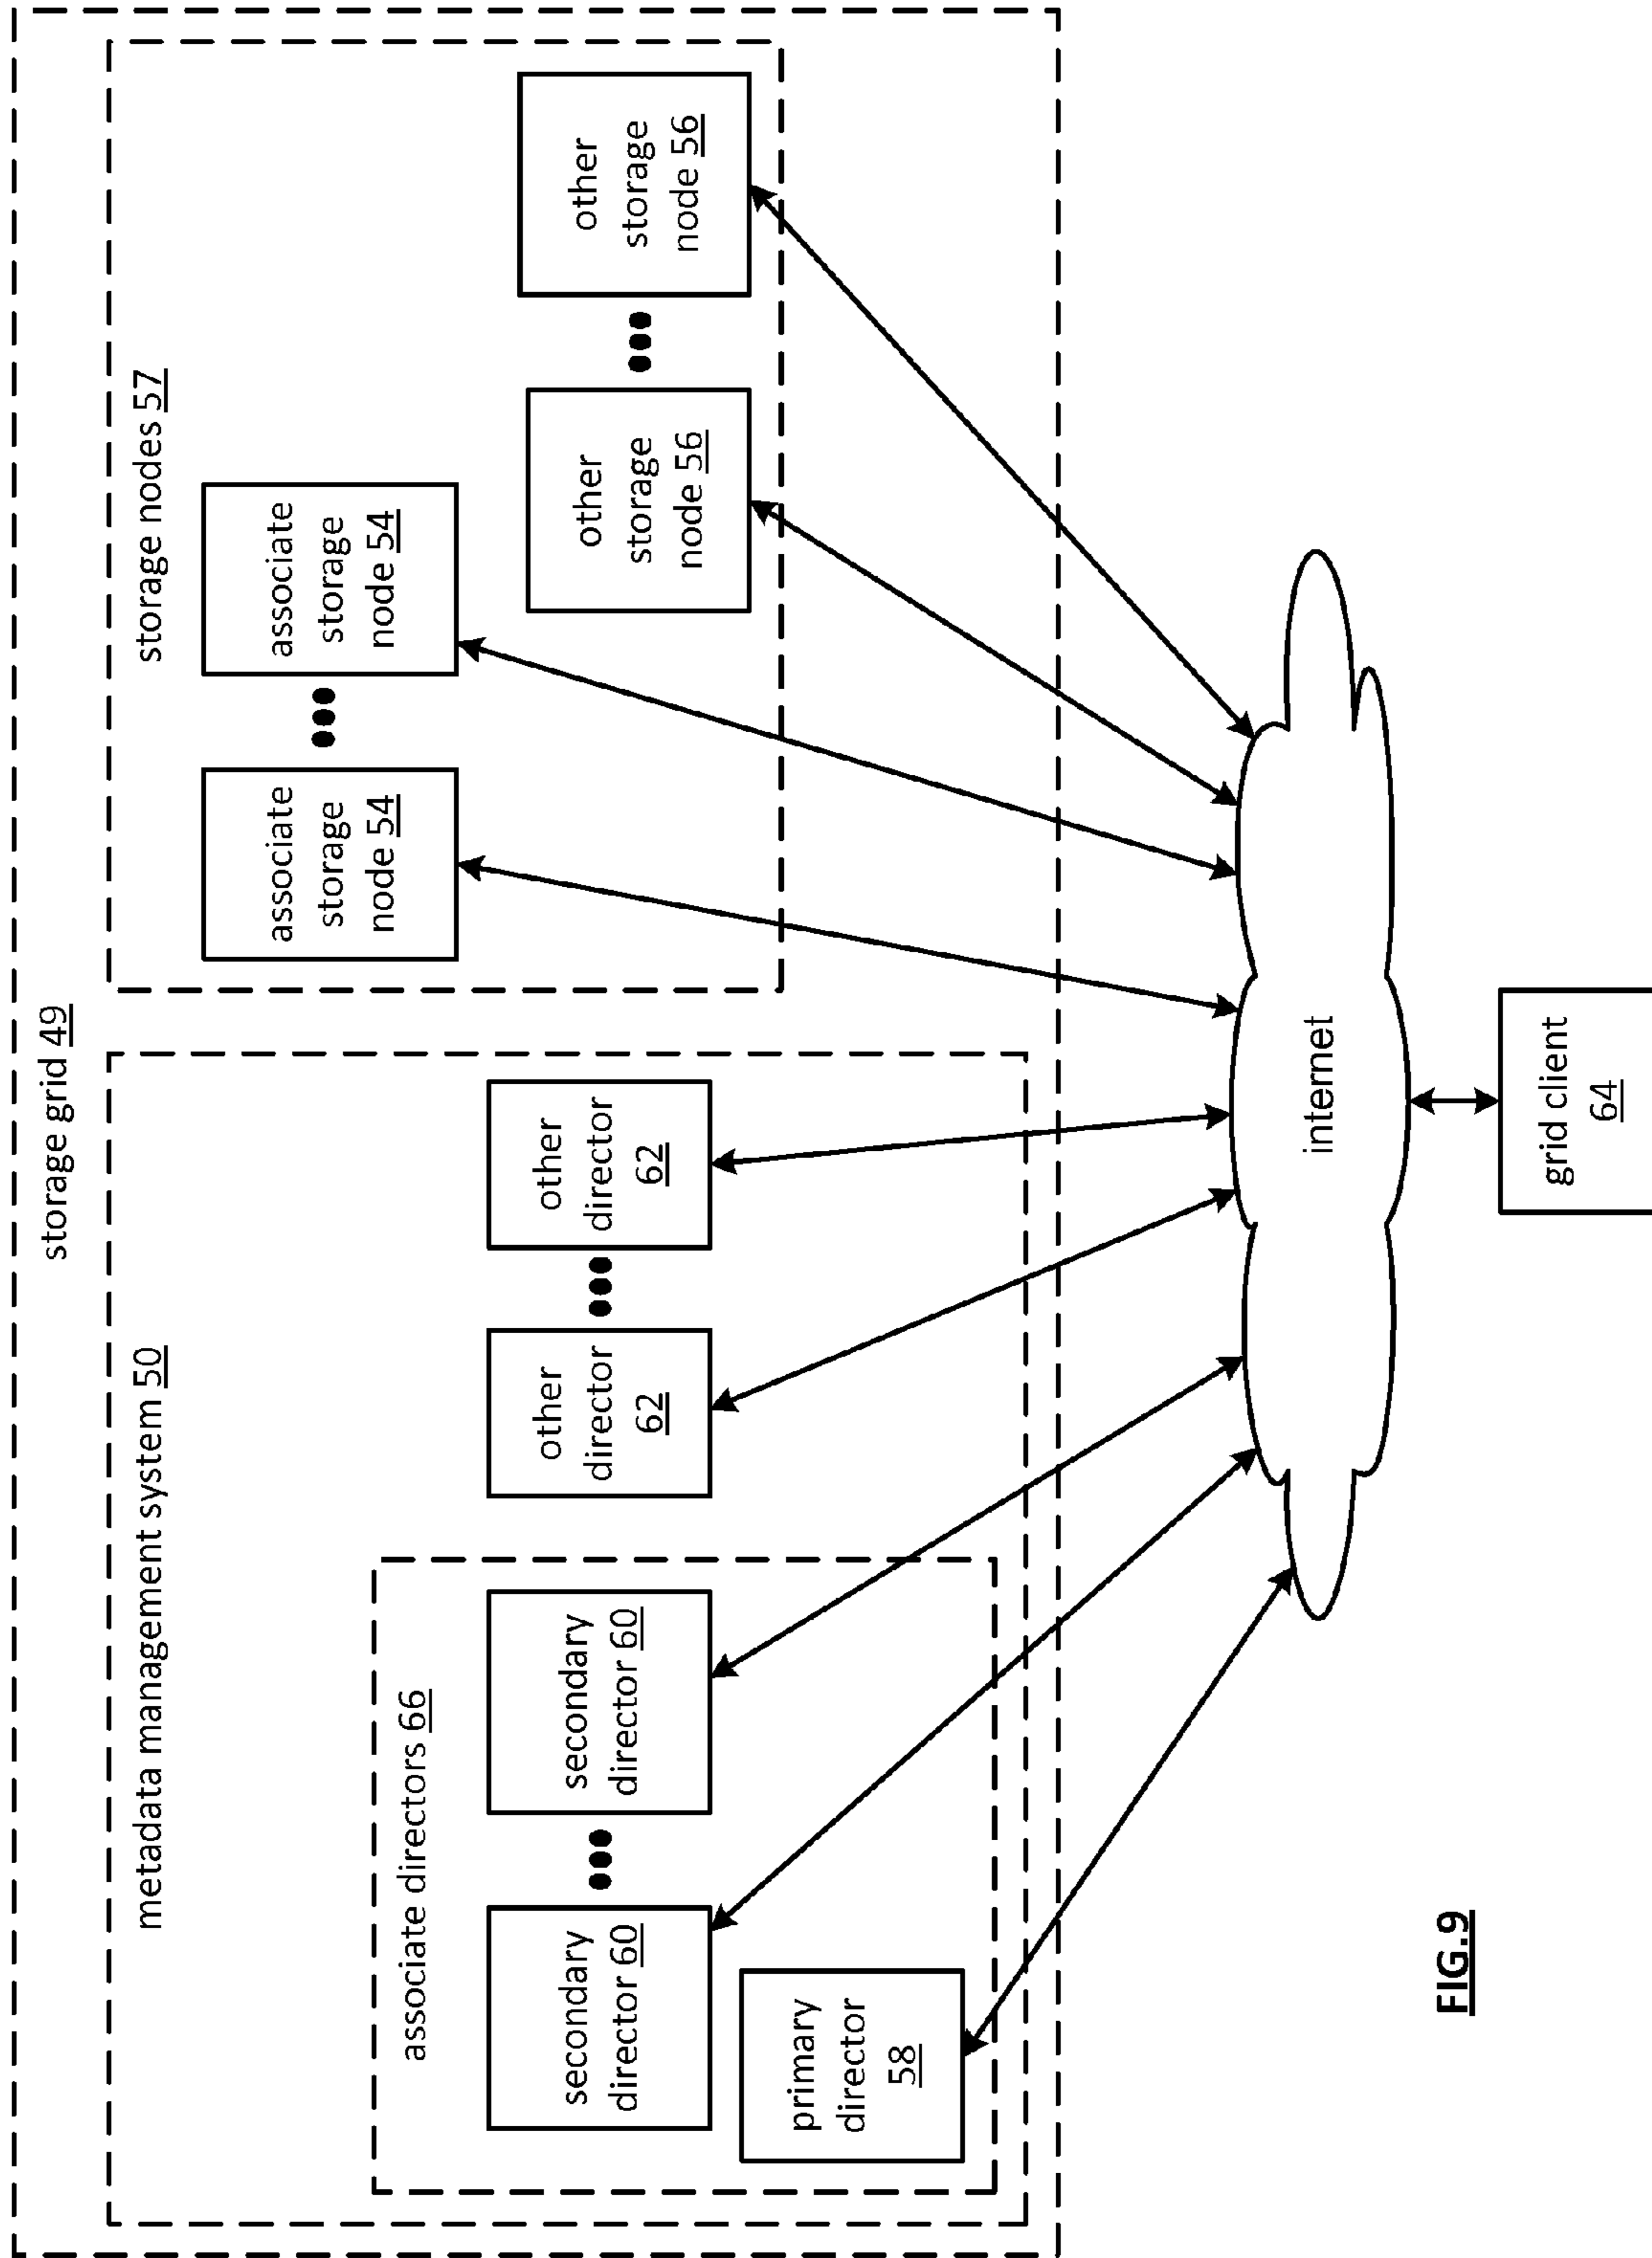 storage grid 49
metadata management system 50
associate directors 66
secondary
director 60
secondary
director 60
primary
director
58
other
director
62
other
director
62
storage nodes 57
associate
storage
node 54
associate
storage
node 54
other
storage
node 56
other
storage
node 56
internet
grid client
64
FIG.9